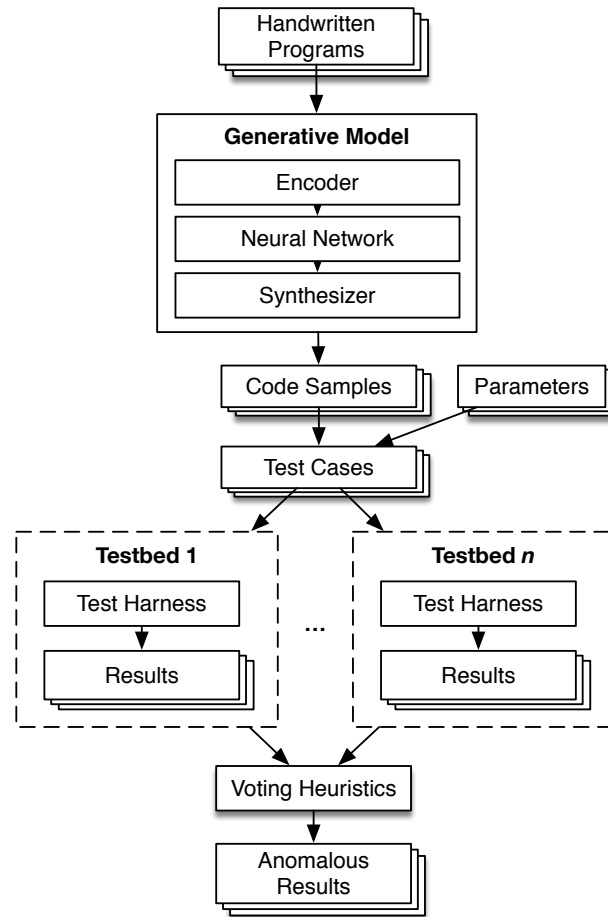 Handwritten
Programs
Generative Model
Encoder
Neural Network
Synthesizer
Code Samples
Parameters
Test Cases
Testbed 1
Test Harness
Results
...
Testbed n
Test Harness
Results
Voting Heuristics
Anomalous
Results